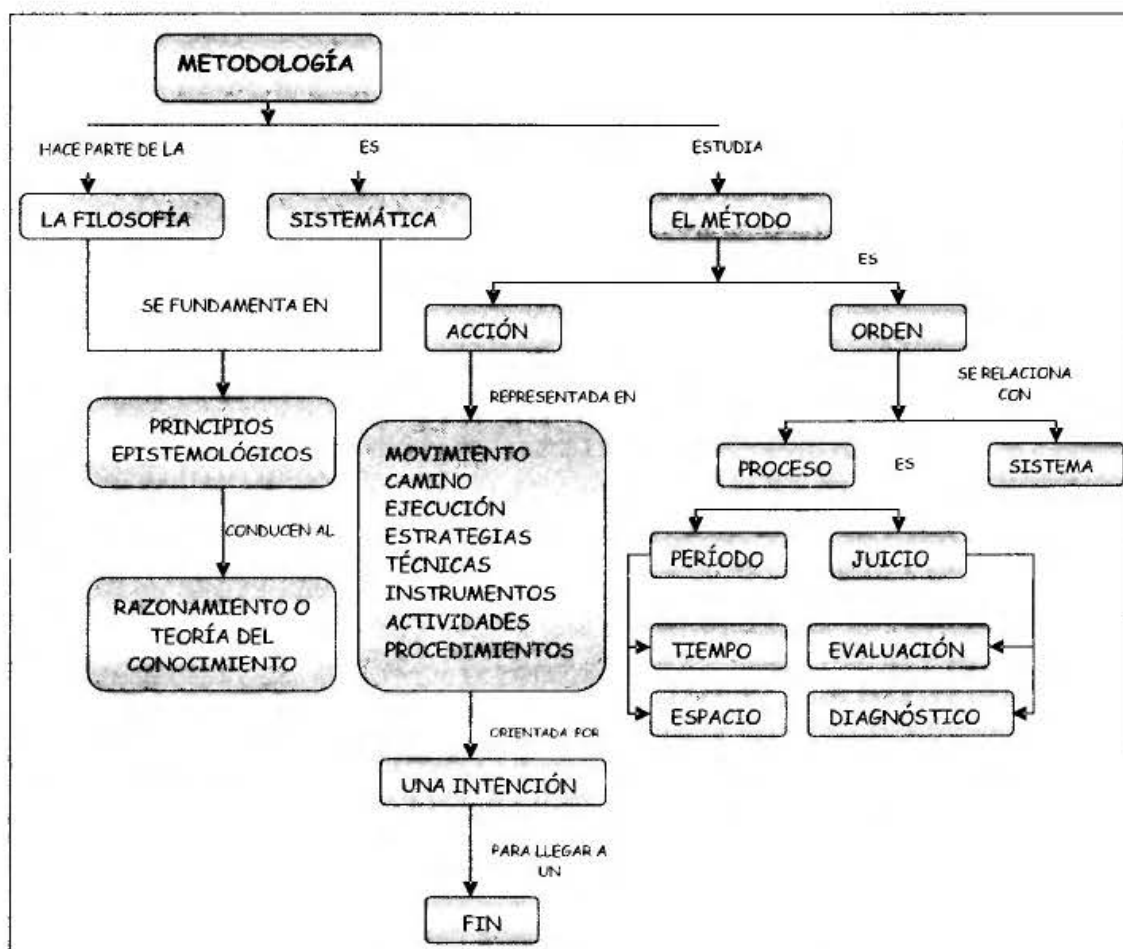 METODOLOGÍA
HACE PARTE DE LA
ES
ESTUDIA
LA FILOSOFÍA
SISTEMÁTICA
EL MÉTODO
ES
SE FUNDAMENTA EN
ACCIÓN
ORDEN
REPRESENTADA EN
SE RELACIONA
CON
PRINCIPIOS
EPISTEMOLÓGICOS
MOVIMIENTO
CAMINO
EJECUCIÓN
ESTRATEGIAS
TÉCNICAS
INSTRUMENTOS
ACTIVIDADES
PROCEDIMIENTOS
PROCESO
ES
SISTEMA
CONDUCEN AL
PERÍODO
JUICIO
RAZONAMIENTO O
TEORÍA DEL
CONOCIMIENTO
TIEMPO
EVALUACIÓN
ESPACIO
DIAGNÓSTICO
ORIENTADA POR
UNA INTENCIÓN
PARA LLEGAR A
UN
FIN